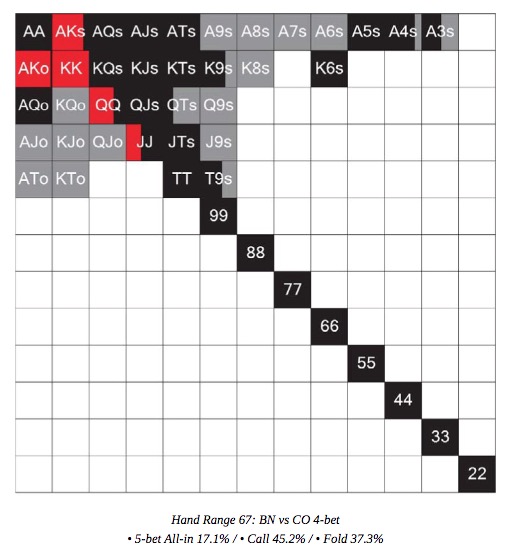 AA AKs AQs AJs ATs A9s A8s A7s A6s A5s A4s A3s
AKo KK KQs KJs KTs K9s K8s K6s
AQo KQo QQ QJs QTs Q9s
AJo KJo QJo JJ JTs J9s
ATo KTo TT T9s
99
88
77
66
55
44
33
22
Hand Range 67: BN vs CO 4-bet
• 5-bet All-in 17.1% / • Call 45.2% / • Fold 37.3%